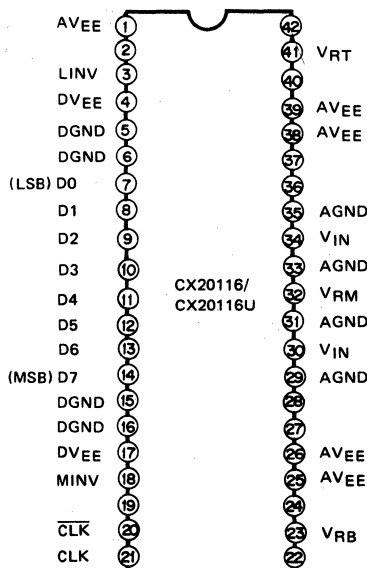 AVEE 1 42
2 41 VRT
LINV 3 40
DVEE 4 39 AVEE
DGND 5 38 AVEE
DGND 6 37
(LSB) D0 7 36
D1 8 35 AGND
D2 9 34 VIN
D3 10 33 AGND
CX20116/
CX20116U
D4 11 32 VRM
D5 12 31 AGND
D6 13 30 VIN
(MSB) D7 14 29 AGND
DGND 15 28
DGND 16 27
DVEE 17 26 AVEE
MINV 18 25 AVEE
19 24
CLK 20 23 VRB
CLK 21 22